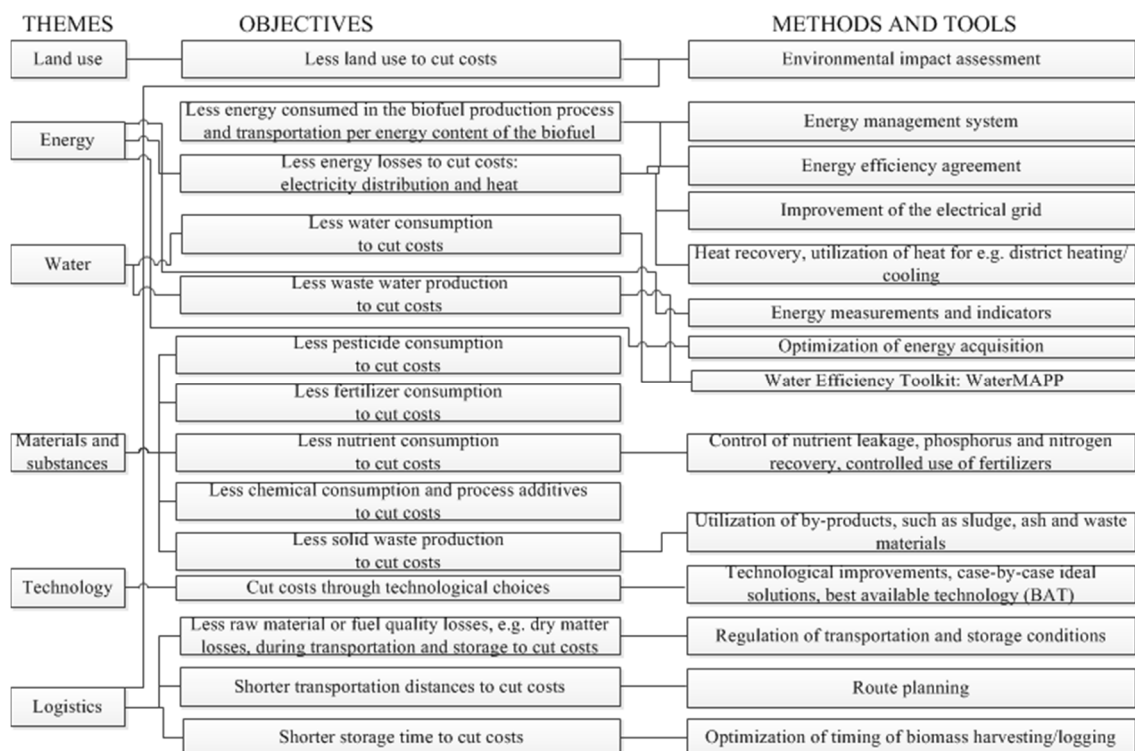 THEMES
OBJECTIVES
METHODS AND TOOLS
Land use
Less land use to cut costs
Environmental impact assessment
Energy
Less energy consumed in the biofuel production process
and transportation per energy content of the biofuel
Energy management system
Less energy losses to cut costs:
electricity distribution and heat
Energy efficiency agreement
Improvement of the electrical grid
Water
Less water consumption
to cut costs
Heat recovery, utilization of heat for e.g. district heating/
cooling
Less waste water production
to cut costs
Energy measurements and indicators
Optimization of energy acquisition
Less pesticide consumption
to cut costs
Water Efficiency Toolkit: WaterMAPP
Less fertilizer consumption
to cut costs
Materials and
substances
Less nutrient consumption
to cut costs
Control of nutrient leakage, phosphorus and nitrogen
recovery, controlled use of fertilizers
Less chemical consumption and process additives
to cut costs
Utilization of by-products, such as sludge, ash and waste
materials
Less solid waste production
to cut costs
Technology
Cut costs through technological choices
Technological improvements, case-by-case ideal
solutions, best available technology (BAT)
Less raw material or fuel quality losses, e.g. dry matter
losses, during transportation and storage to cut costs
Regulation of transportation and storage conditions
Logistics
Shorter transportation distances to cut costs
Route planning
Shorter storage time to cut costs
Optimization of timing of biomass harvesting/logging